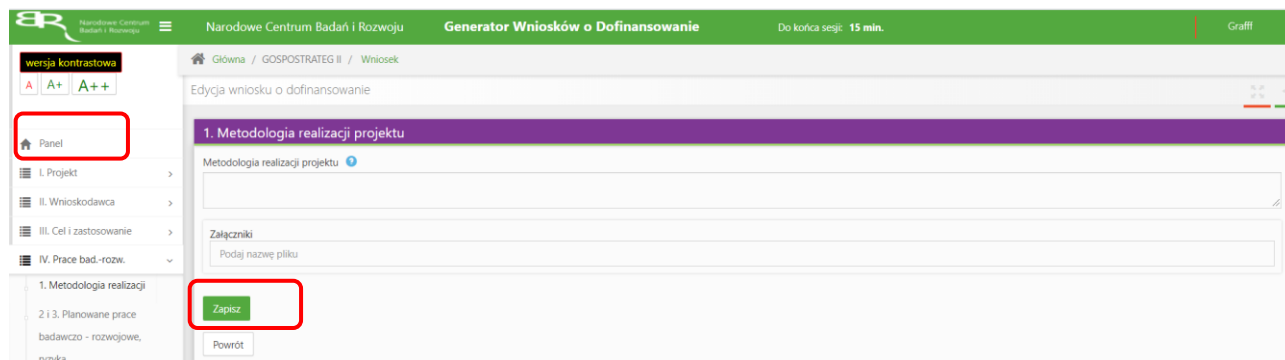 BR Narodowe Centrum
Badań i Rozwoju
Narodowe Centrum Badań i Rozwoju Generator Wniosków o Dofinansowanie Do końca sesji: 15 min. Grafff
wersja kontrastowa
A A+ A++
Główna / GOSPOSTRATEG II / Wniosek
Edycja wniosku o dofinansowanie
Panel
I. Projekt
II. Wnioskodawca
III. Cel i zastosowanie
IV. Prace bad.-rozw.
1. Metodologia realizacji
2 i 3. Planowane prace
badawczo - rozwojowe,
ryzyka
1. Metodologia realizacji projektu
Metodologia realizacji projektu ?
Załączniki
Podaj nazwę pliku
Zapisz
Powrót